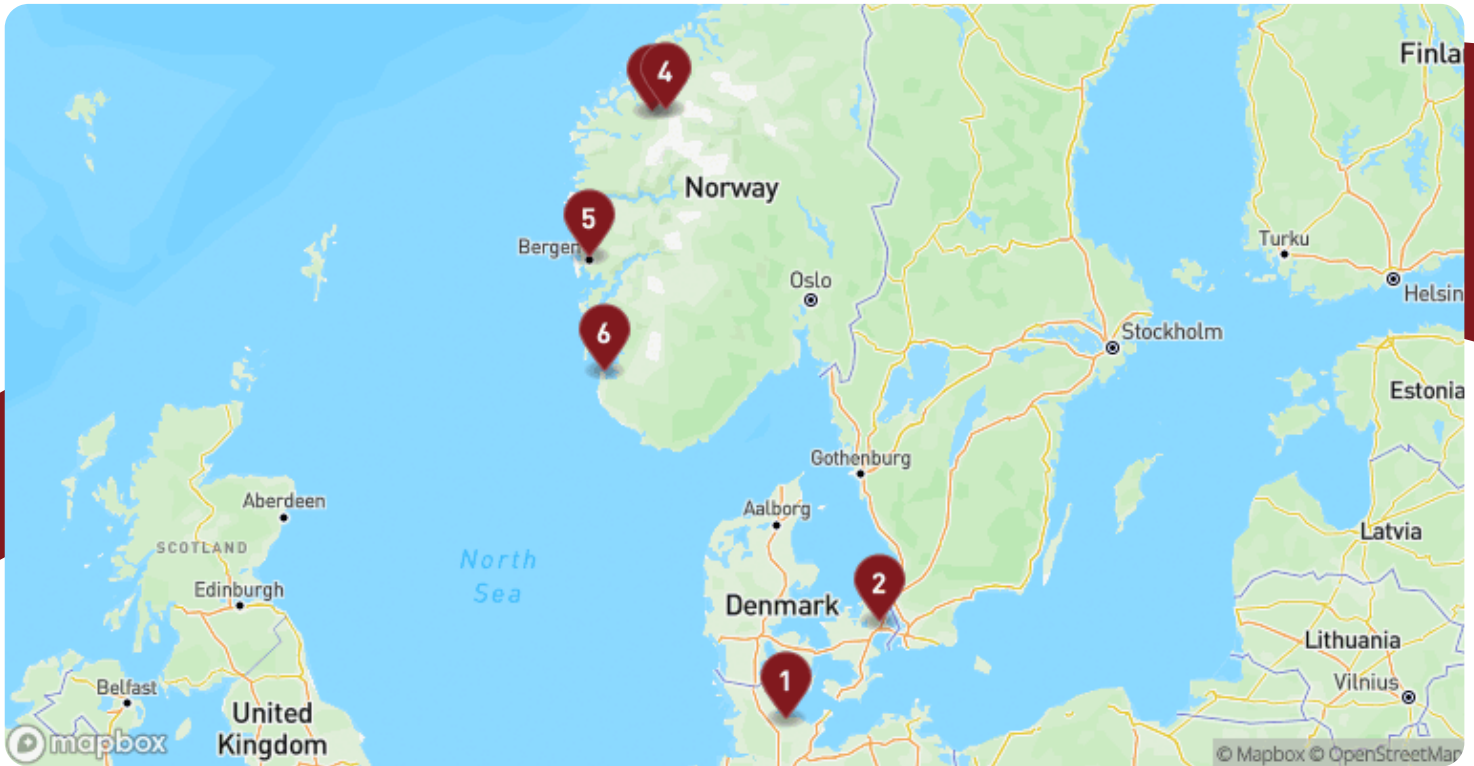 Finla
4
Norway
5
Bergen
Turku
Oslo
Helsin
6
Stockholm
Estonia
Gothenburg
Aberdeen
Aalborg
SCOTLAND
Latvia
North
Sea
2
Edinburgh
Denmark
Lithuania
1
Belfast
Vilnius
United
Kingdom
mapbox
© Mapbox © OpenStreetMap